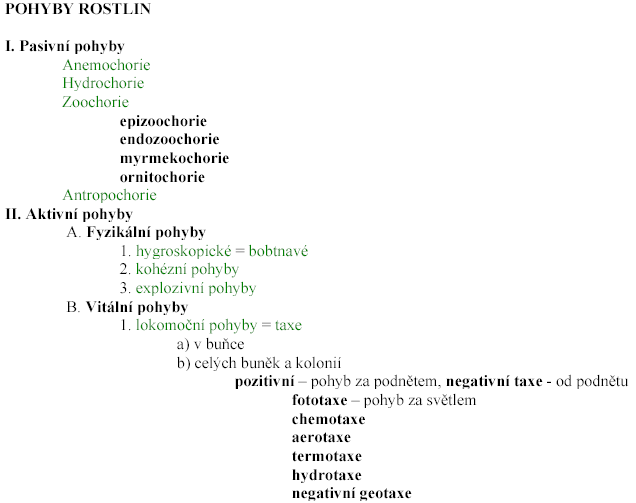 POHYBY ROSTLIN
I. Pasivní pohyby
Anemochorie
Hydrochorie
Zoochorie
epizoochorie
endozoochorie
myrmekochorie
ornitochorie
Antropochorie
II. Aktivní pohyby
A. Fyzikální pohyby
1. hygroskopické = bobtnavé
2. kohézní pohyby
3. explozivní pohyby
B. Vitální pohyby
1. lokomoční pohyby = taxe
a) v buňce
b) celých buněk a kolonií
pozitivní – pohyb za podnětem, negativní taxe - od podnětu
fototaxe – pohyb za světlem
chemotaxe
aerotaxe
termotaxe
hydrotaxe
negativní geotaxe